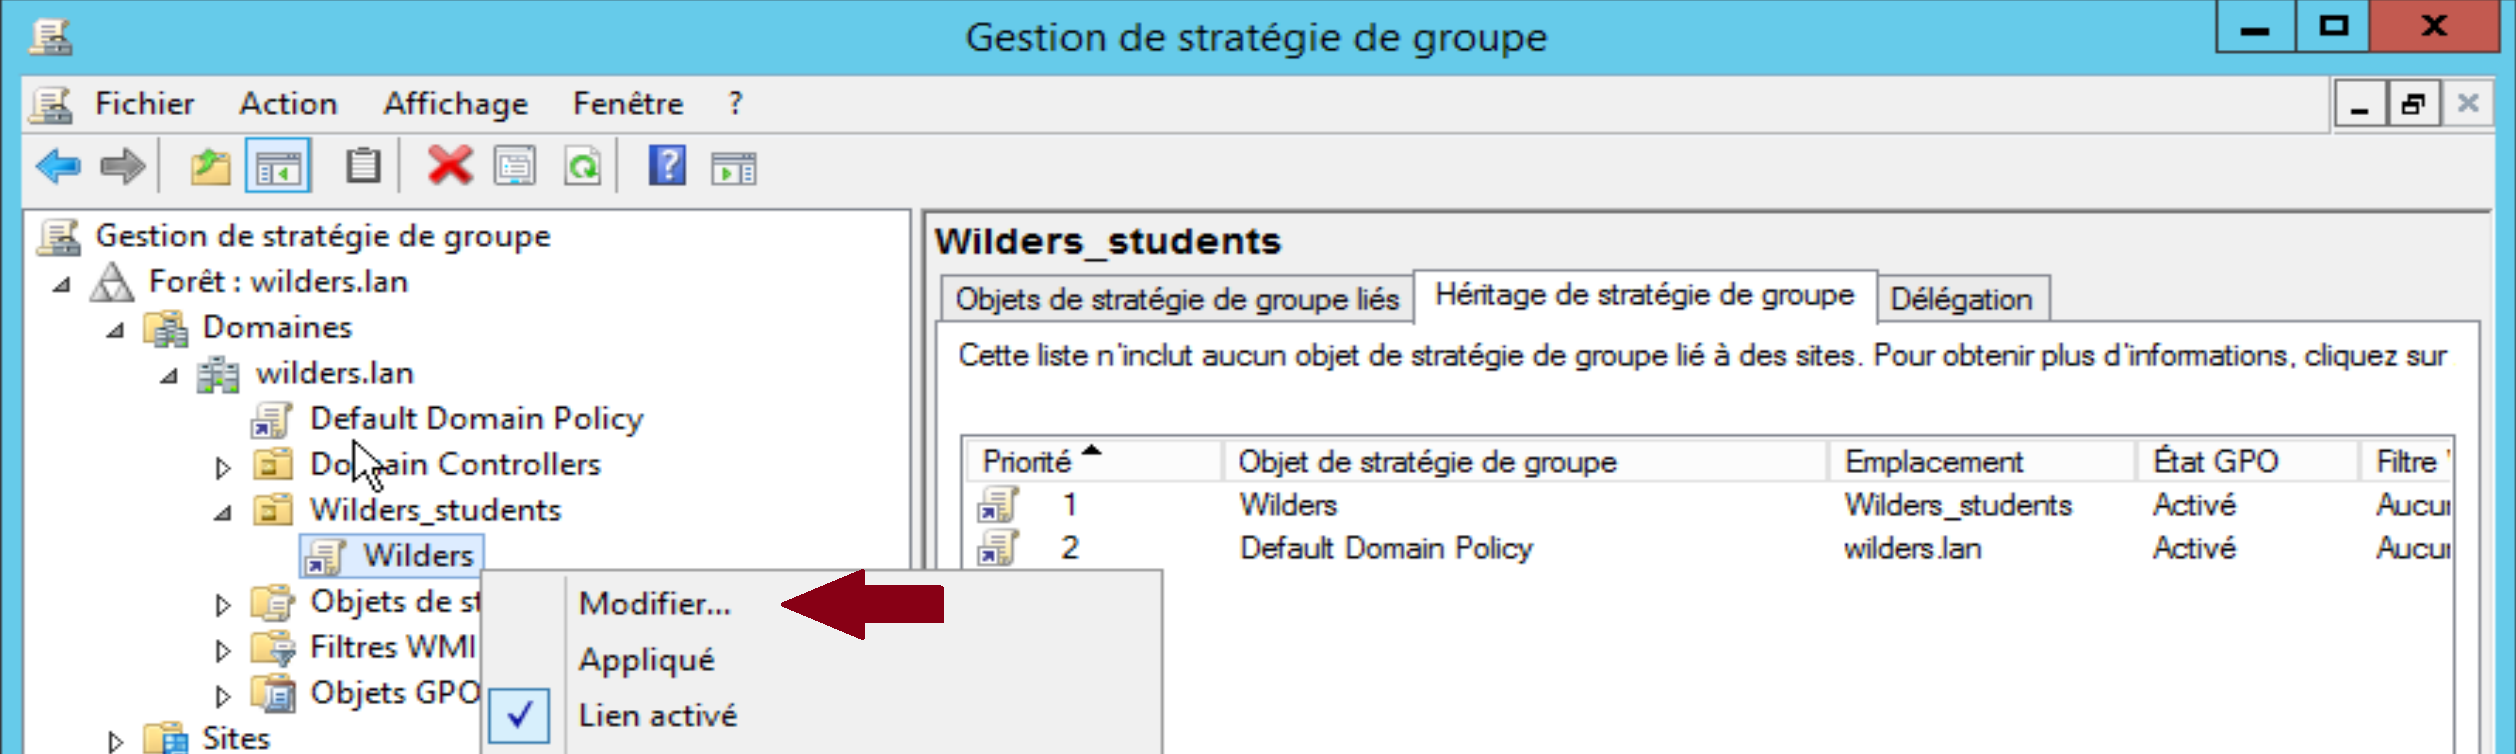 Gestion de stratégie de groupe
Fichier Action Affichage Fenêtre ?
Gestion de stratégie de groupe
Forêt : wilders.lan
Domaines
wilders.lan
Default Domain Policy
Domain Controllers
Wilders_students
Wilders
Objets de st
Filtres WMI
Objets GPO
Sites
Modifier...
Appliqué
Lien activé
Wilders_students
Objets de stratégie de groupe liés Héritage de stratégie de groupe Délégation
Cette liste n'inclut aucun objet de stratégie de groupe lié à des sites. Pour obtenir plus d'informations, cliquez sur
Priorité Objet de stratégie de groupe Emplacement État GPO Filtre
1 Wilders Wilders_students Activé Aucu
2 Default Domain Policy wilders.lan Activé Aucu